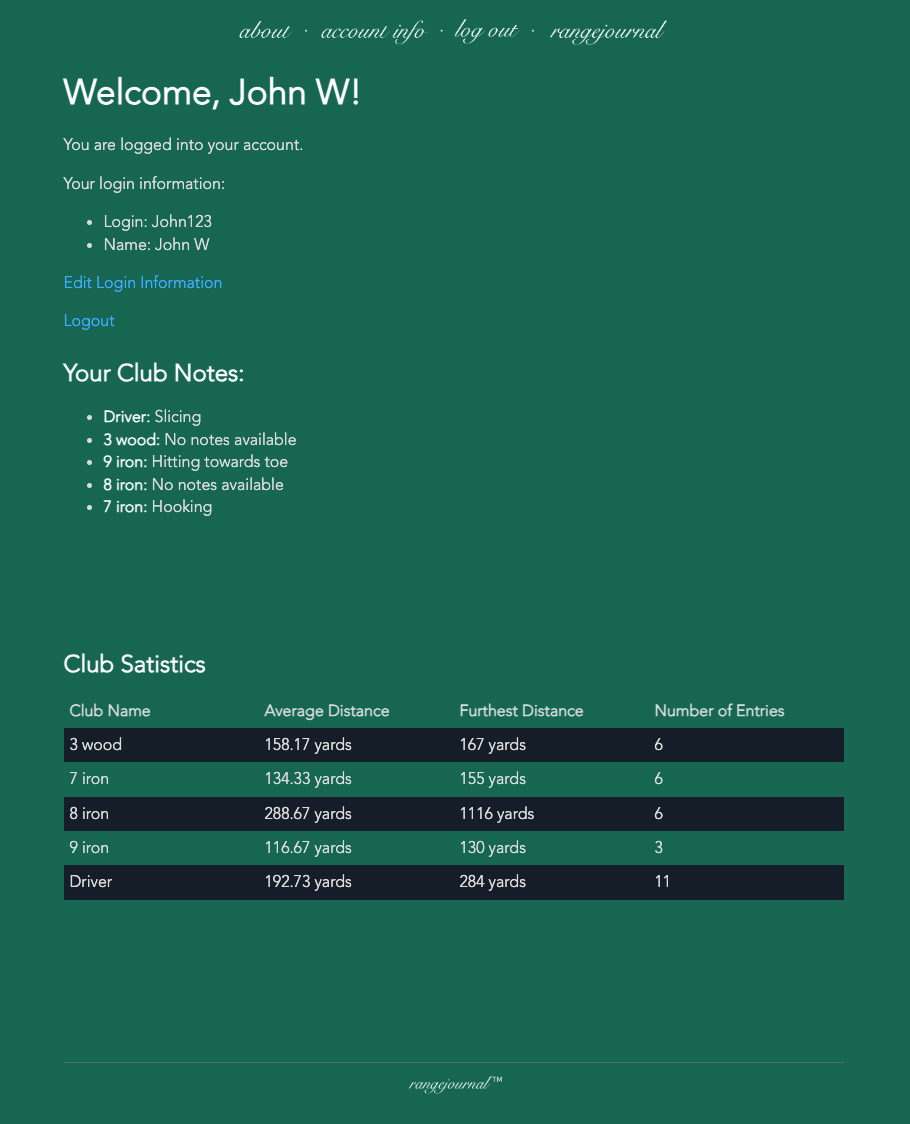 about · account info · log out · rangejournal
Welcome, John W!
You are logged into your account.
Your login information:
• Login: John123
• Name: John W
Edit Login Information
Logout
Your Club Notes:
• Driver: Slicing
• 3 wood: No notes available
• 9 iron: Hitting towards toe
• 8 iron: No notes available
• 7 iron: Hooking
Club Satistics
Club Name Average Distance Furthest Distance Number of Entries
3 wood 158.17 yards 167 yards 6
7 iron 134.33 yards 155 yards 6
8 iron 288.67 yards 1116 yards 6
9 iron 116.67 yards 130 yards 3
Driver 192.73 yards 284 yards 11
rangejournal™